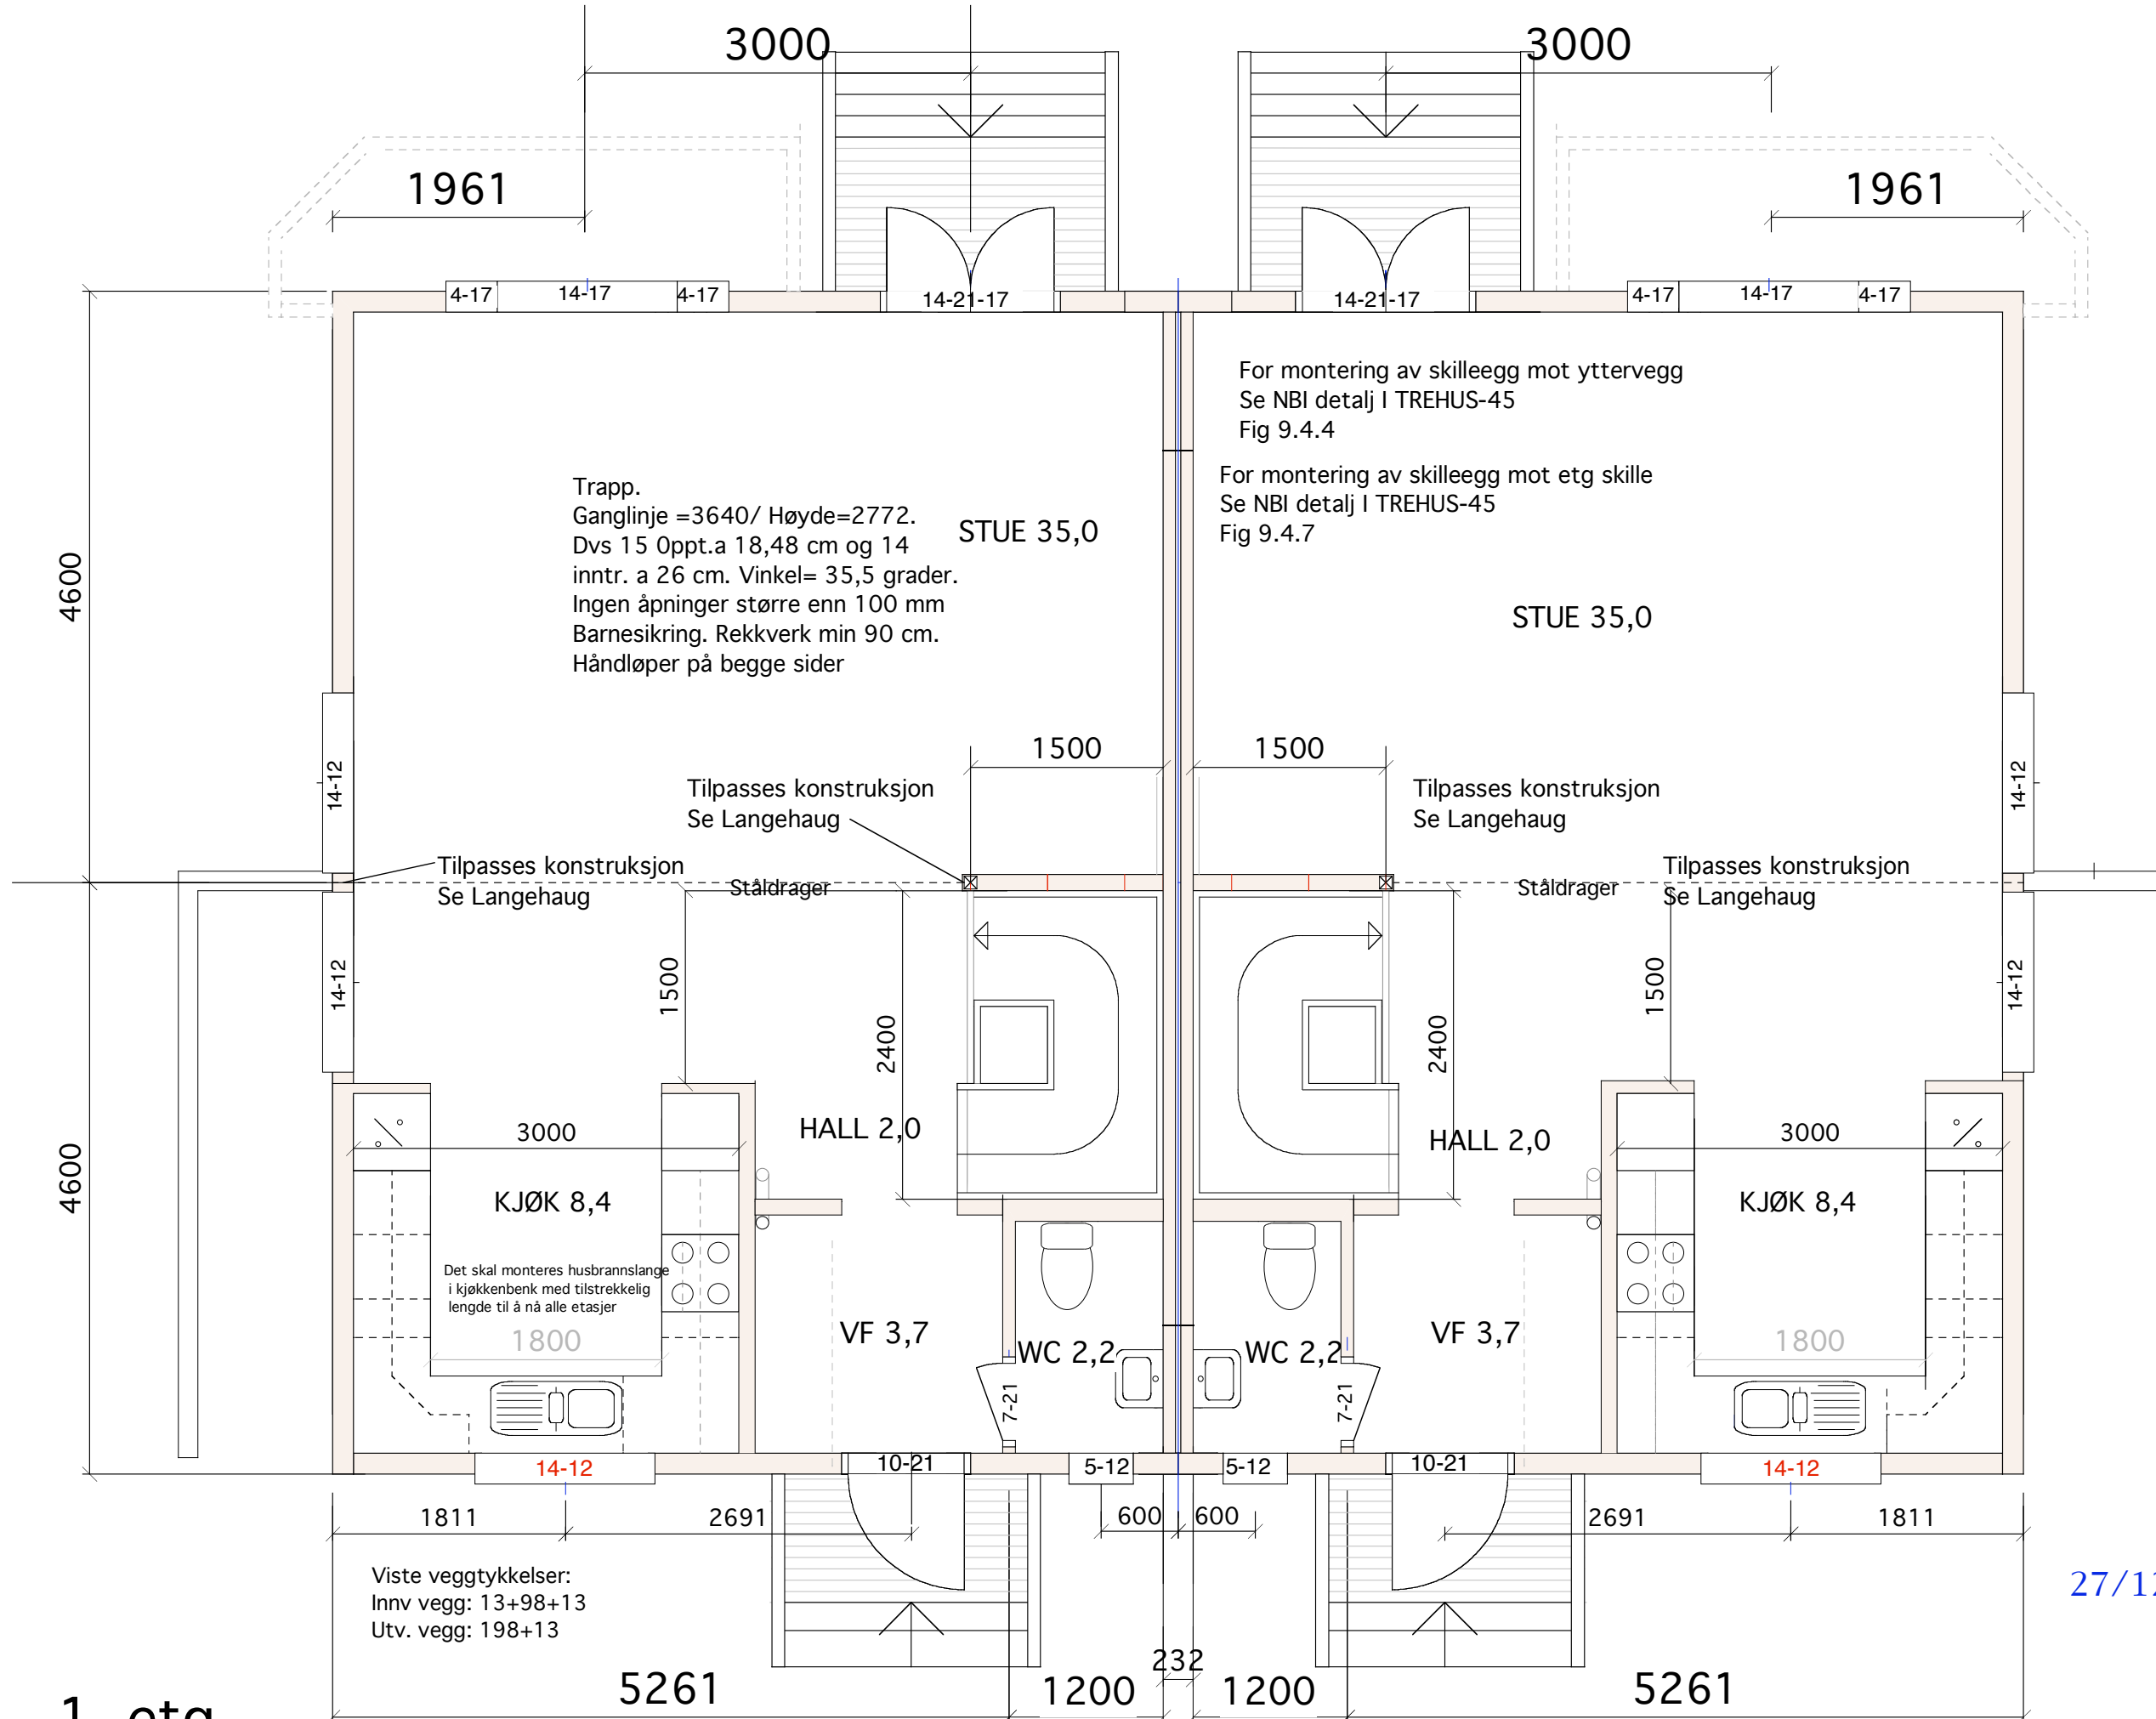 3000
3000
1961
1961
4-17
14-17
4-17
14-21-17
14-21-17
4-17
14-17
4-17
For montering av skilleegg mot yttervegg
Se NBI detalj I TREHUS-45
Fig 9.4.4
For montering av skilleegg mot etg skille
Se NBI detalj I TREHUS-45
Fig 9.4.7
Trapp.
Ganglinje =3640/ Høyde=2772.
Dvs 15 0ppt.a 18,48 cm og 14
inntr. a 26 cm. Vinkel= 35,5 grader.
Ingen åpninger større enn 100 mm
Barnesikring. Rekkverk min 90 cm.
Håndløper på begge sider
STUE 35,0
STUE 35,0
4600
1500
1500
14-12
14-12
Tilpasses konstruksjon
Se Langehaug
Tilpasses konstruksjon
Se Langehaug
Tilpasses konstruksjon
Se Langehaug
Tilpasses konstruksjon
Se Langehaug
Ståldrager
Ståldrager
14-12
1500
2400
2400
1500
14-12
4600
3000
HALL 2,0
HALL 2,0
3000
KJØK 8,4
KJØK 8,4
Det skal monteres husbrannslange
i kjøkkenbenk med tilstrekkelig
lengde til å nå alle etasjer
1800
VF 3,7
WC 2,2
WC 2,2
VF 3,7
1800
7-21
7-21
14-12
10-21
5-12
5-12
10-21
14-12
1811
2691
600
600
2691
1811
Viste veggtykkelser:
Innv vegg: 13+98+13
Utv. vegg: 198+13
232
5261
1200
1200
5261
1. etg